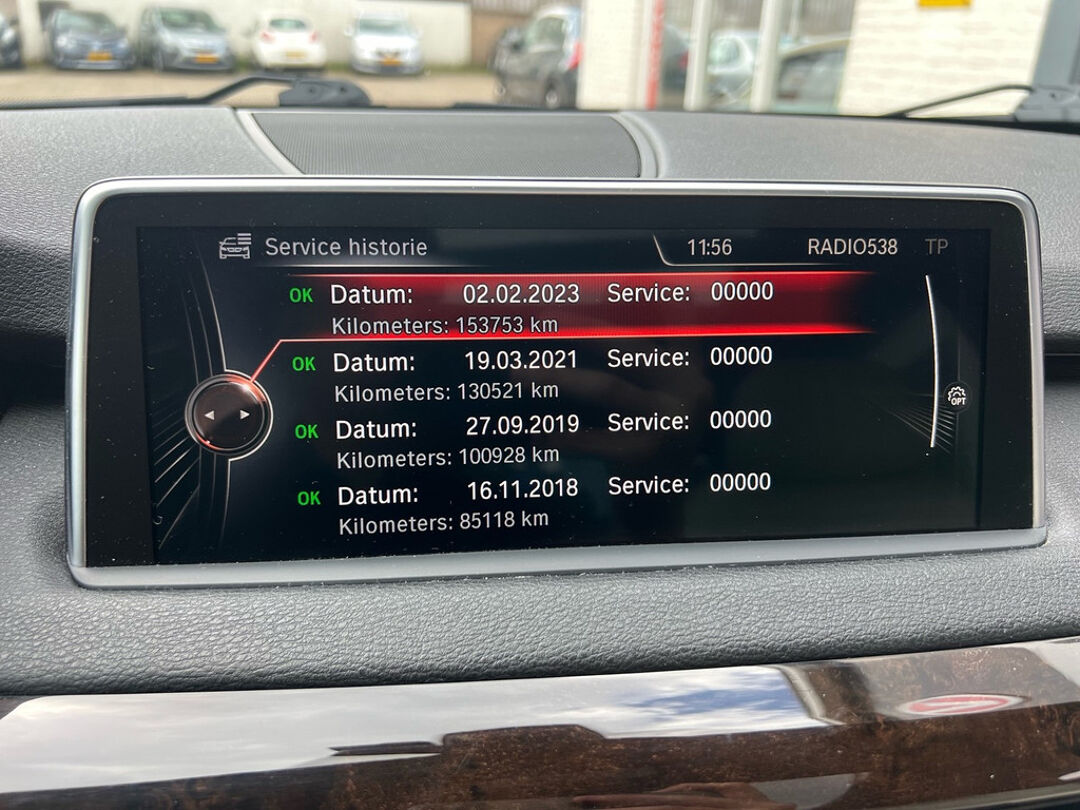 Service historie 11:56 RADIO538 TP
OK Datum: 02.02.2023 Service: 00000
Kilometers: 153753 km
OK Datum: 19.03.2021 Service: 00000
Kilometers: 130521 km
OPT
OK Datum: 27.09.2019 Service: 00000
Kilometers: 100928 km
OK Datum: 16.11.2018 Service: 00000
Kilometers: 85118 km